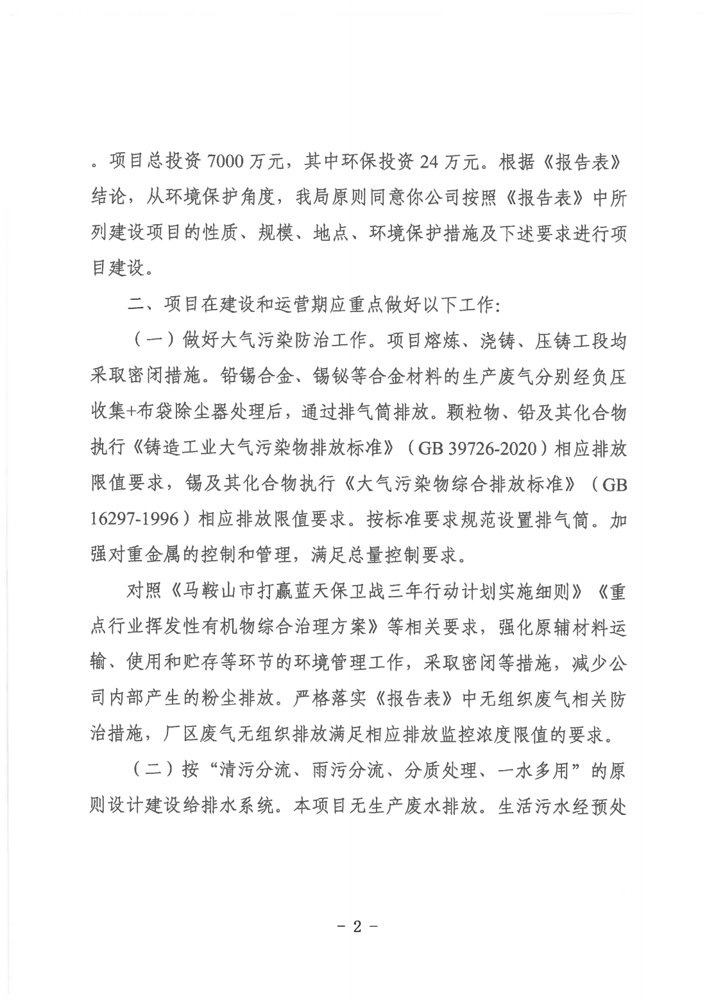 。项目总投资 7000 万元，其中环保投资 24 万元。根据《报告表》
结论，从环境保护角度，我局原则同意你公司按照《报告表》中所
列建设项目的性质、规模、地点、环境保护措施及下述要求进行项
目建设。
二、项目在建设和运营期应重点做好以下工作：
（一）做好大气污染防治工作。项目熔炼、浇铸、压铸工段均
采取密闭措施。铅锡合金、锡铋等合金材料的生产废气分别经负压
收集+布袋除尘器处理后，通过排气筒排放。颗粒物、铅及其化合物
执行《铸造工业大气污染物排放标准》（GB 39726-2020）相应排放
限值要求，锡及其化合物执行《大气污染物综合排放标准》（GB
16297-1996）相应排放限值要求。按标准要求规范设置排气筒。加
强对重金属的控制和管理，满足总量控制要求。
对照《马鞍山市打赢蓝天保卫战三年行动计划实施细则》《重
点行业挥发性有机物综合治理方案》等相关要求，强化原辅材料运
输、使用和贮存等环节的环境管理工作，采取密闭等措施，减少公
司内部产生的粉尘排放。严格落实《报告表》中无组织废气相关防
治措施，厂区废气无组织排放满足相应排放监控浓度限值的要求。
（二）按“清污分流、雨污分流、分质处理、一水多用”的原
则设计建设给排水系统。本项目无生产废水排放。生活污水经预处
- 2 -